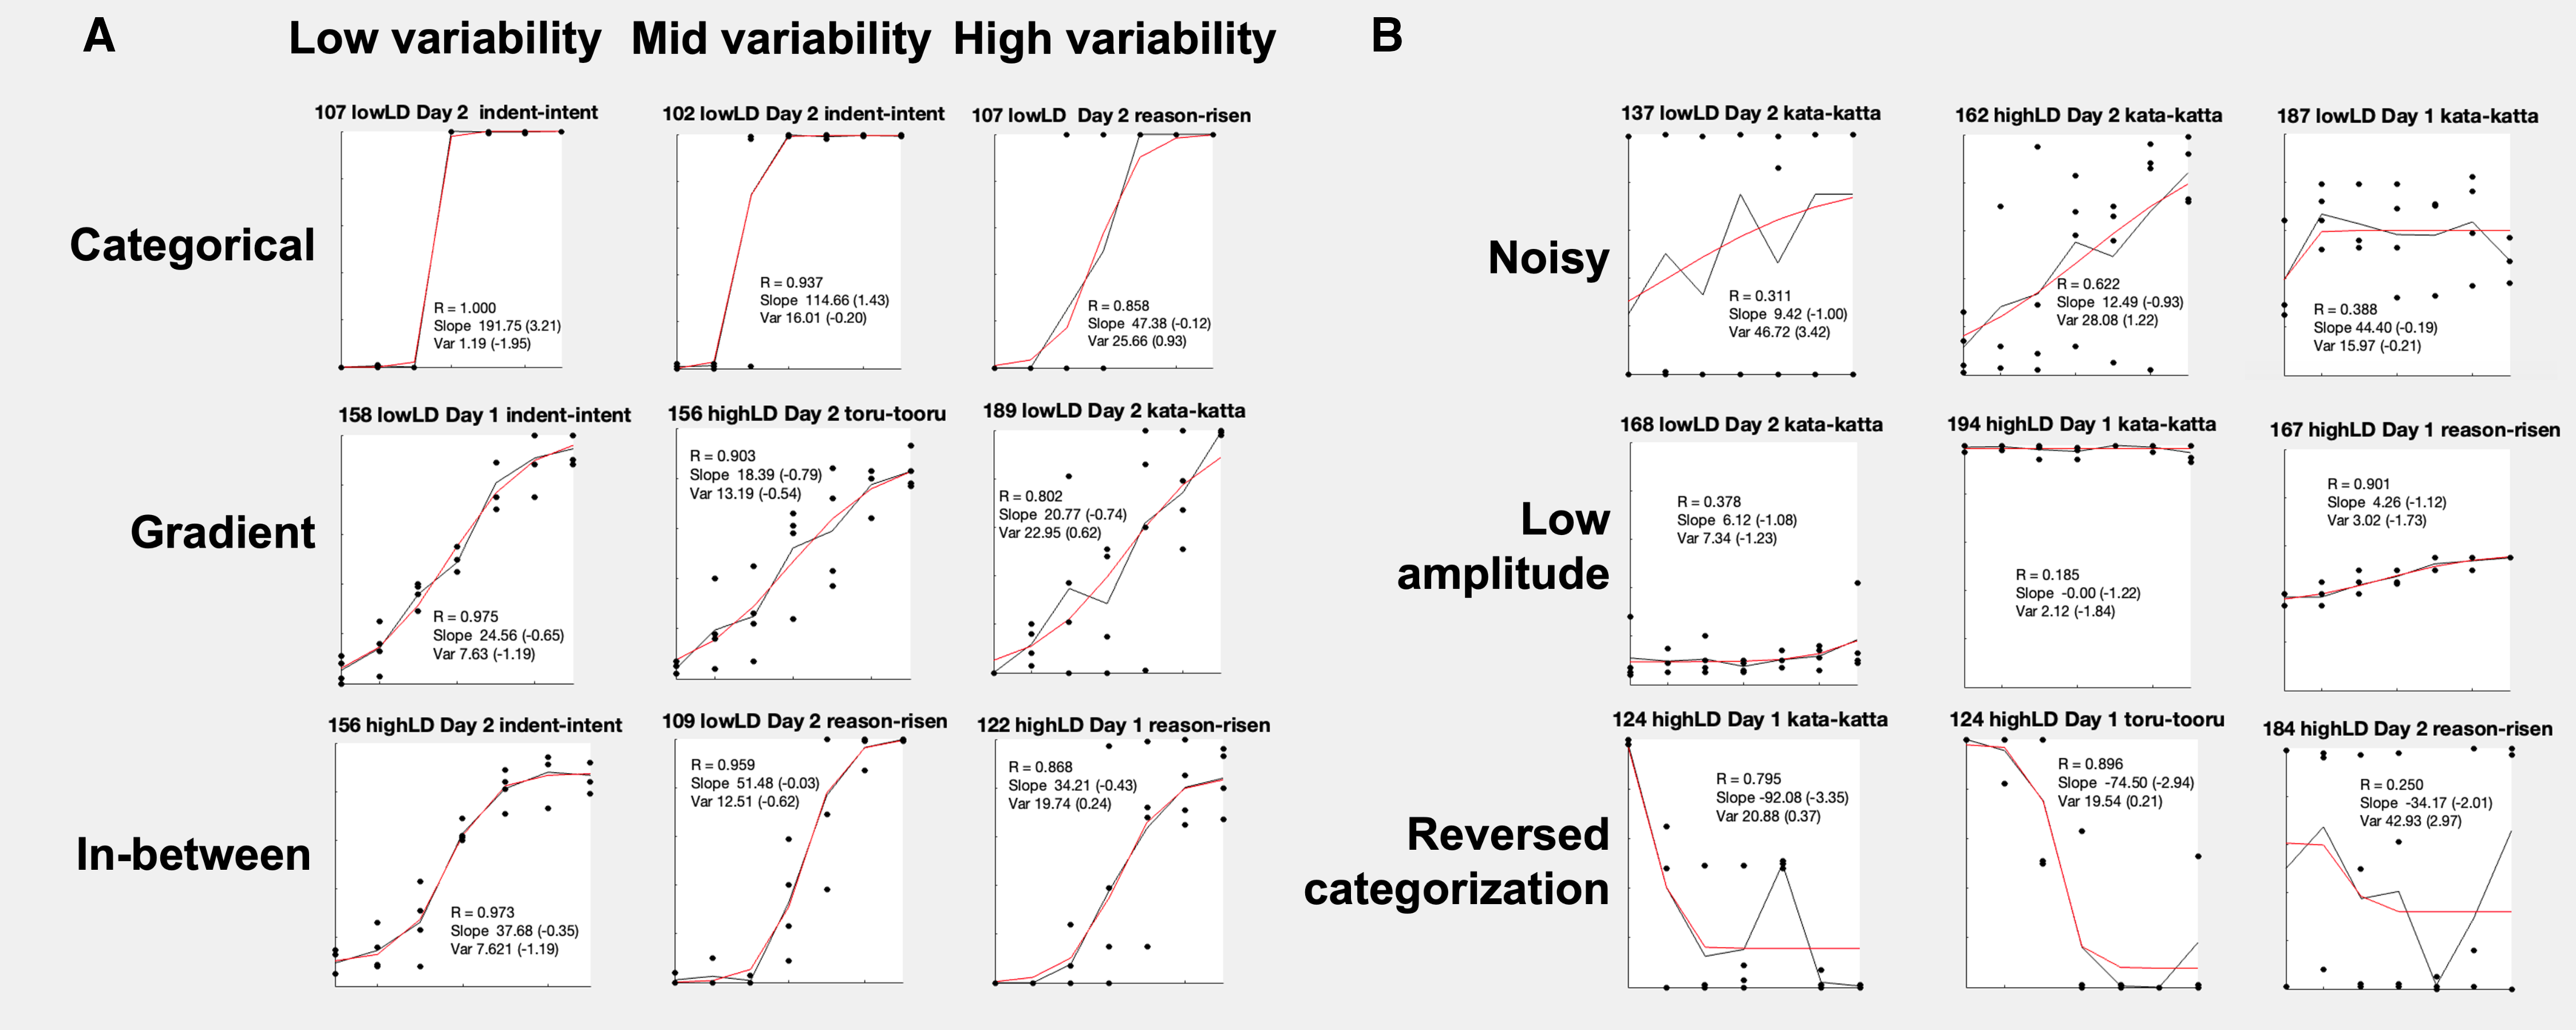 A
Low variability Mid variability High variability
Categorical
107 lowLD Day 2 indent-intent
R = 1.000
Slope 191.75 (3.21)
Var 1.19 (-1.95)
102 lowLD Day 2 indent-intent
R = 0.937
Slope 114.66 (1.43)
Var 16.01 (-0.20)
107 lowLD Day 2 reason-risen
R = 0.858
Slope 47.38 (-0.12)
Var 25.66 (0.93)
Gradient
158 lowLD Day 1 indent-intent
R = 0.975
Slope 24.56 (-0.65)
Var 7.63 (-1.19)
156 highLD Day 2 toru-tooru
R = 0.903
Slope 18.39 (-0.79)
Var 13.19 (-0.54)
189 lowLD Day 2 kata-katta
R = 0.802
Slope 20.77 (-0.74)
Var 22.95 (0.62)
In-between
156 highLD Day 2 indent-intent
R = 0.973
Slope 37.68 (-0.35)
Var 7.621 (-1.19)
109 lowLD Day 2 reason-risen
R = 0.959
Slope 51.48 (-0.03)
Var 12.51 (-0.62)
122 highLD Day 1 reason-risen
R = 0.868
Slope 34.21 (-0.43)
Var 19.74 (0.24)
B
Noisy
137 lowLD Day 2 kata-katta
R = 0.311
Slope 9.42 (-1.00)
Var 46.72 (3.42)
162 highLD Day 2 kata-katta
R = 0.622
Slope 12.49 (-0.93)
Var 28.08 (1.22)
187 lowLD Day 1 kata-katta
R = 0.388
Slope 44.40 (-0.19)
Var 15.97 (-0.21)
Low
amplitude
168 lowLD Day 2 kata-katta
R = 0.378
Slope 6.12 (-1.08)
Var 7.34 (-1.23)
194 highLD Day 1 kata-katta
R = 0.185
Slope -0.00 (-1.22)
Var 2.12 (-1.84)
167 highLD Day 1 reason-risen
R = 0.901
Slope 4.26 (-1.12)
Var 3.02 (-1.73)
Reversed
categorization
124 highLD Day 1 kata-katta
R = 0.795
Slope -92.08 (-3.35)
Var 20.88 (0.37)
124 highLD Day 1 toru-tooru
R = 0.896
Slope -74.50 (-2.94)
Var 19.54 (0.21)
184 highLD Day 2 reason-risen
R = 0.250
Slope -34.17 (-2.01)
Var 42.93 (2.97)